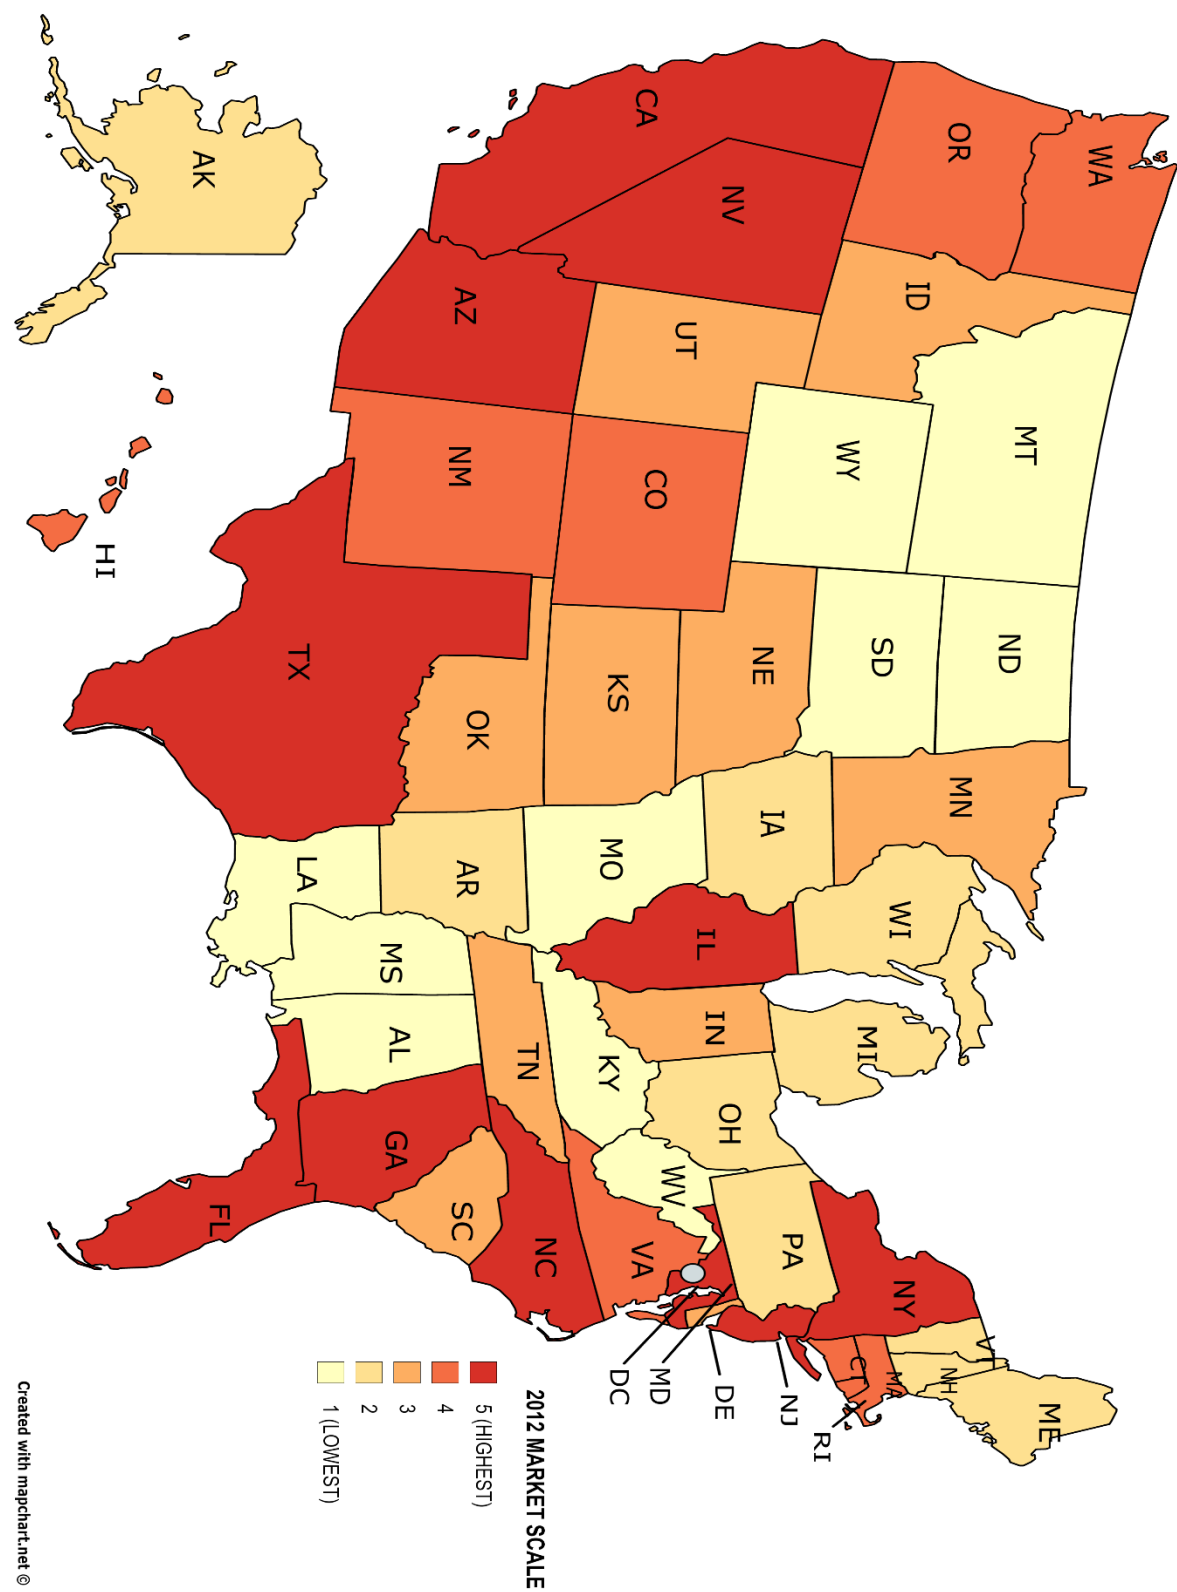 WA
OR
CA
NV
ID
MT
WY
UT
AZ
CO
NM
ND
SD
NE
KS
OK
TX
MN
IA
MO
AR
LA
WI
IL
MI
IN
OH
KY
TN
MS
AL
GA
FL
SC
NC
VA
WV
PA
NY
VT
NH
ME
MA
CT
RI
NJ
DE
MD
DC
AK
HI
2012 MARKET SCALE
5 (HIGHEST)
4
3
2
1 (LOWEST)
Created with mapchart.net ©